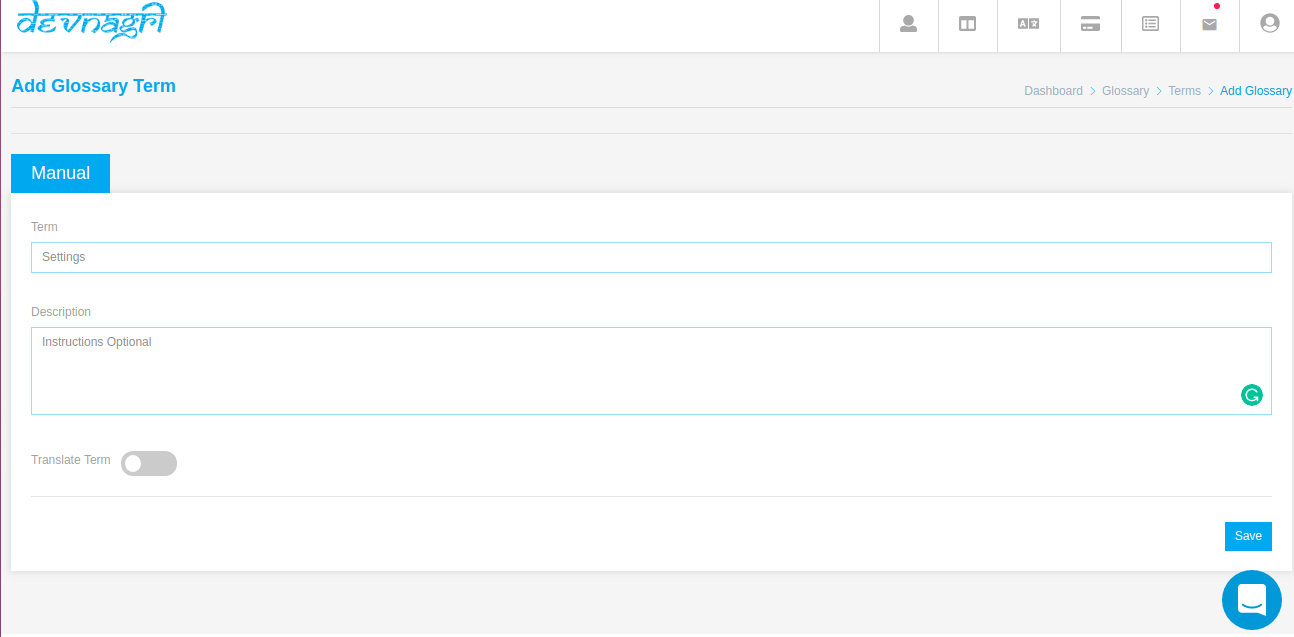 devnagri
Add Glossary Term
Dashboard > Glossary > Terms > Add Glossary
Manual
Term
Settings
Description
Instructions Optional
Translate Term
Save